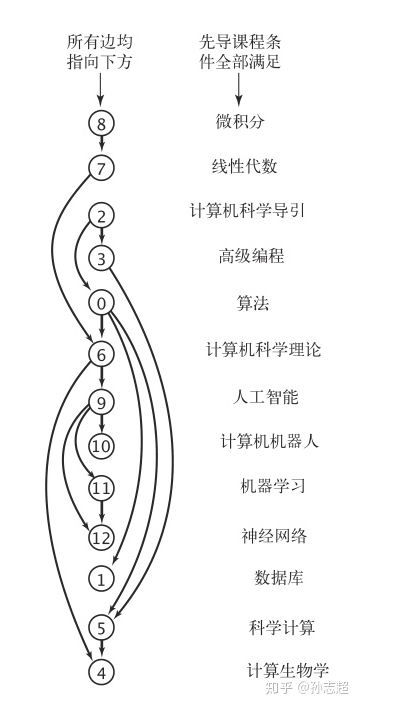 所有边均
指向下方
先导课程条
件全部满足
8 微积分
7 线性代数
2 计算机科学导引
3 高级编程
0 算法
6 计算机科学理论
9 人工智能
10 计算机机器人
11 机器学习
12 神经网络
1 数据库
5 科学计算
4 计算生物学
知乎 @孙志超